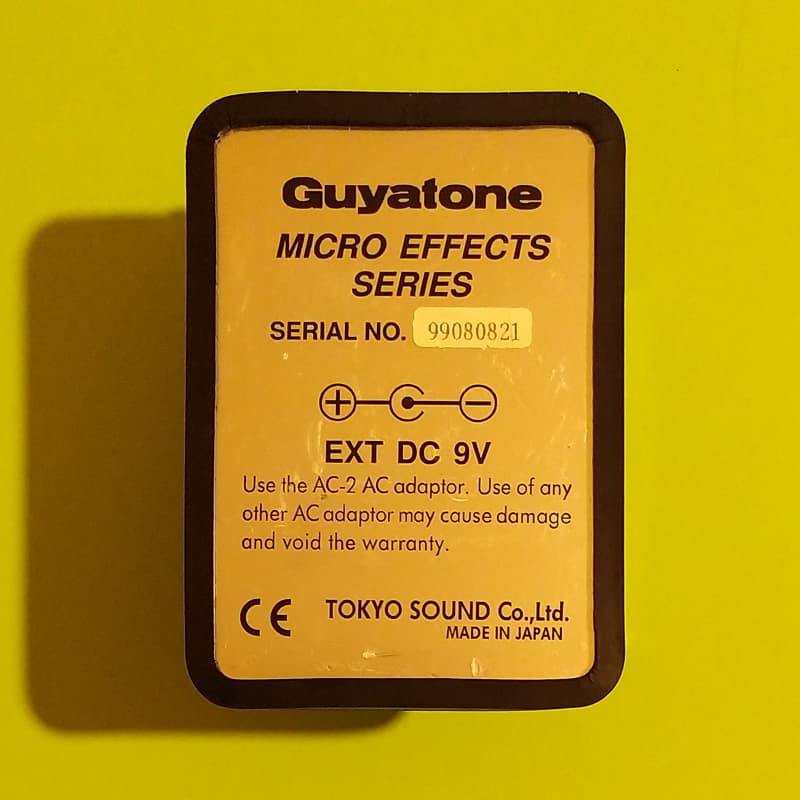 Guyatone
MICRO EFFECTS
SERIES
SERIAL NO. 99080821
EXT DC 9V
Use the AC-2 AC adaptor. Use of any
other AC adaptor may cause damage
and void the warranty.
CE TOKYO SOUND Co.,Ltd.
MADE IN JAPAN